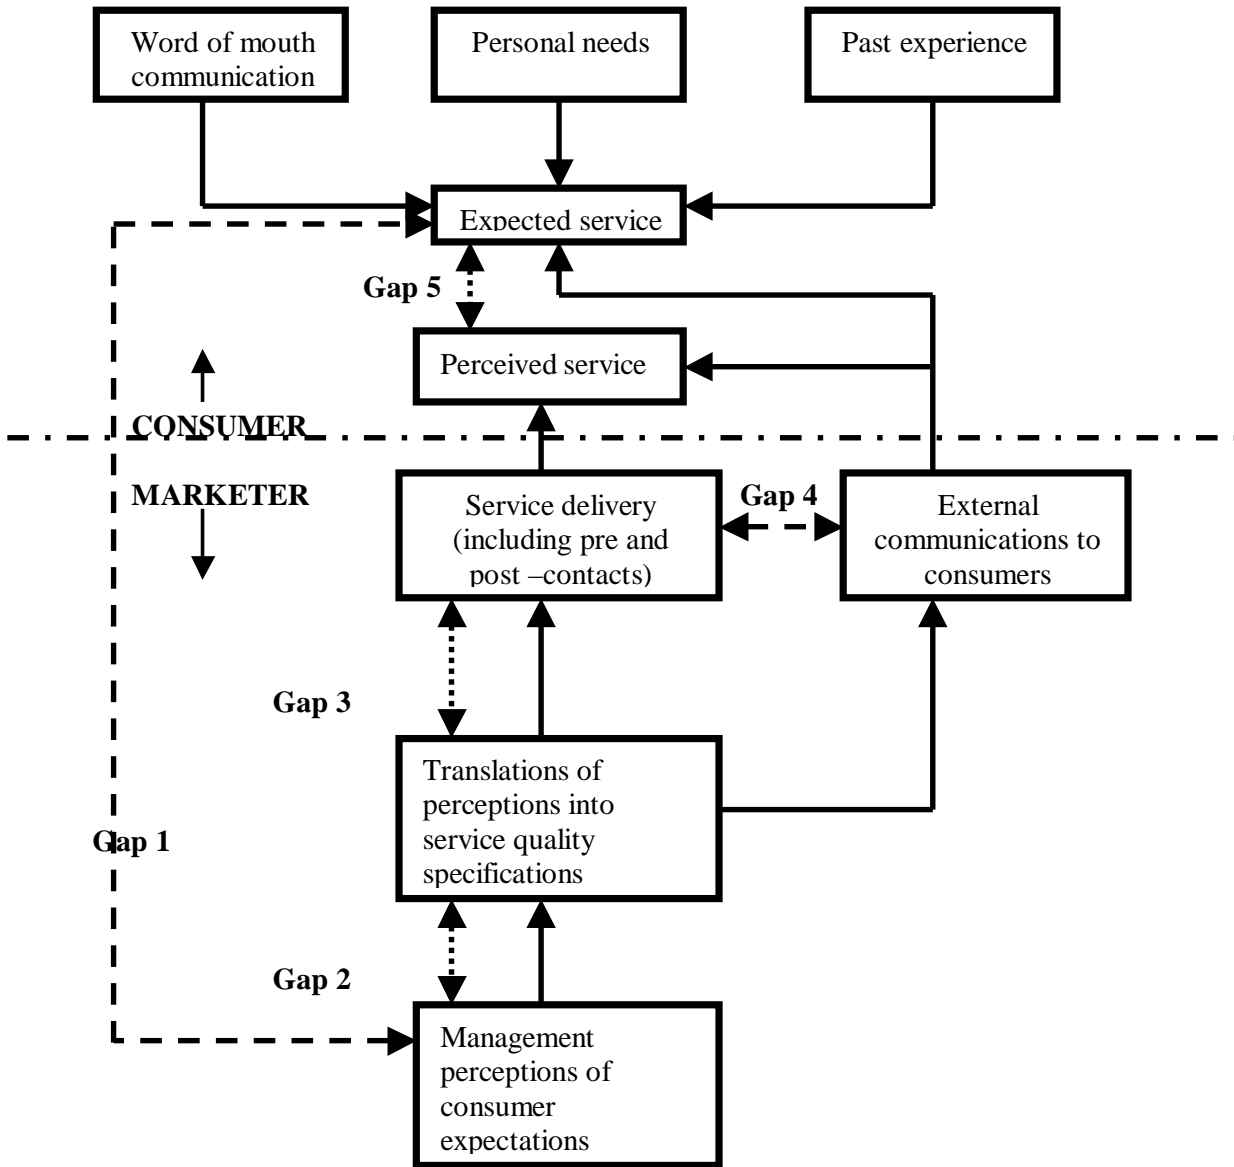 Word of mouth
communication
Personal needs
Past experience
Expected service
Gap 5
Perceived service
CONSUMER
MARKETER
Service delivery
(including pre and
post –contacts)
Gap 4
External
communications to
consumers
Gap 3
Translations of
perceptions into
service quality
specifications
Gap 1
Gap 2
Management
perceptions of
consumer
expectations